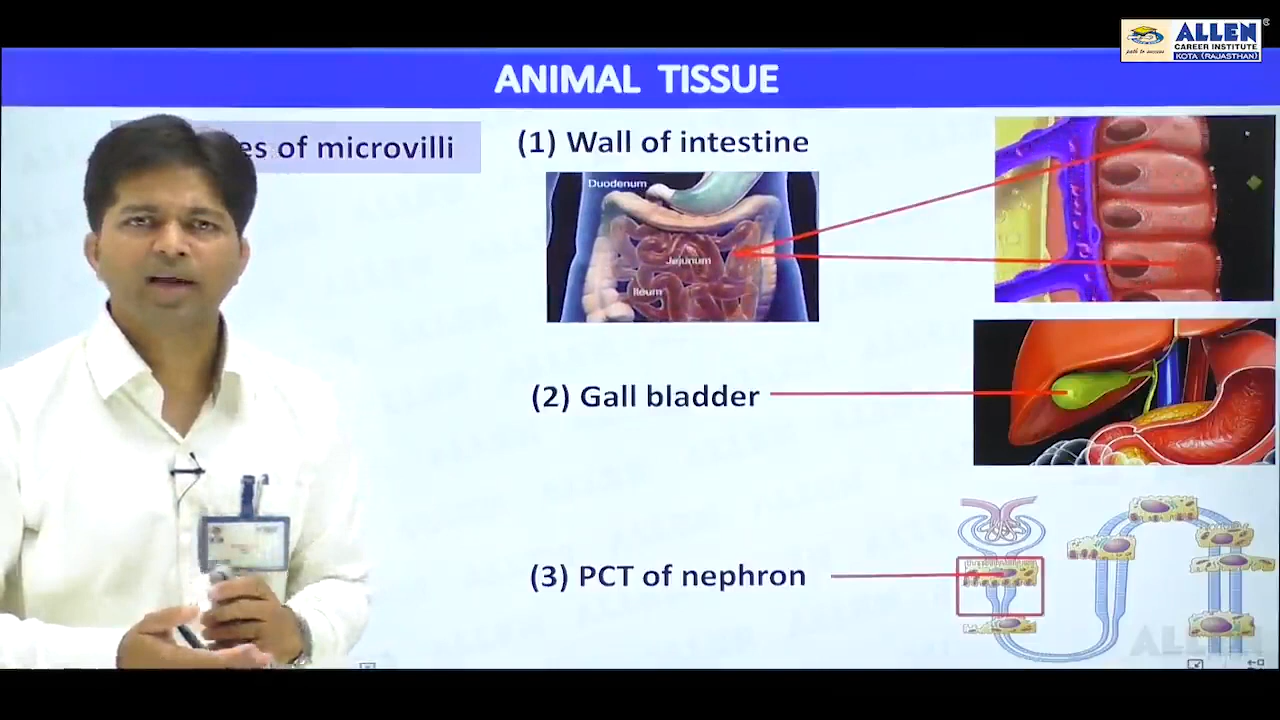 ALLEN
CAREER INSTITUTE
KOTA (RAJASTHAN)
path to success
ANIMAL TISSUE
es of microvilli
(1) Wall of intestine
Duodenum
Jejunum
Ileum
(2) Gall bladder
(3) PCT of nephron
ALLEN